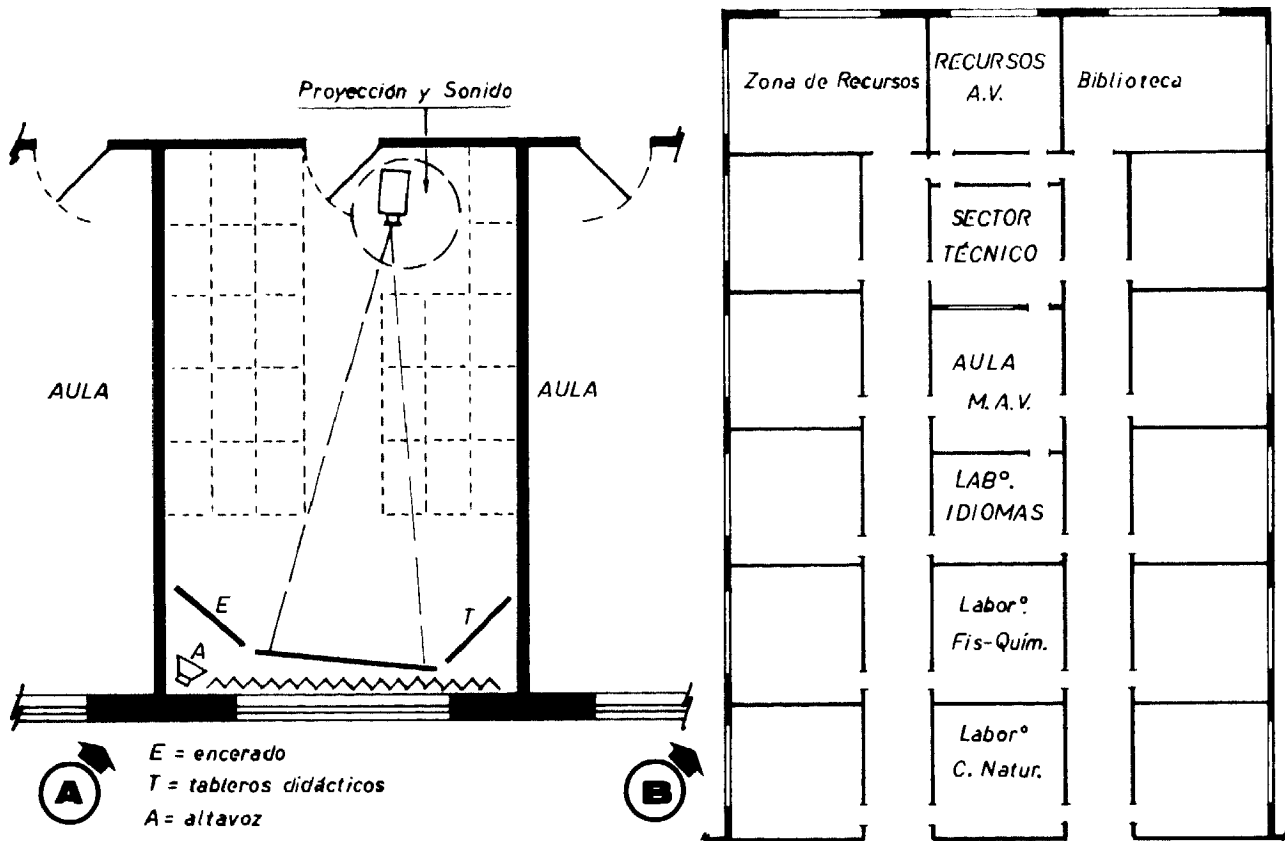 Proyección y Sonido
AULA
AULA
E
T
A
A
E = encerado
T = tableros didácticos
A = altavoz
Zona de Recursos
RECURSOS
A.V.
Biblioteca
SECTOR
TÉCNICO
AULA
M.A.V.
LABº.
IDIOMAS
Laborº.
Fis-Quím.
Laborº
C. Natur.
B